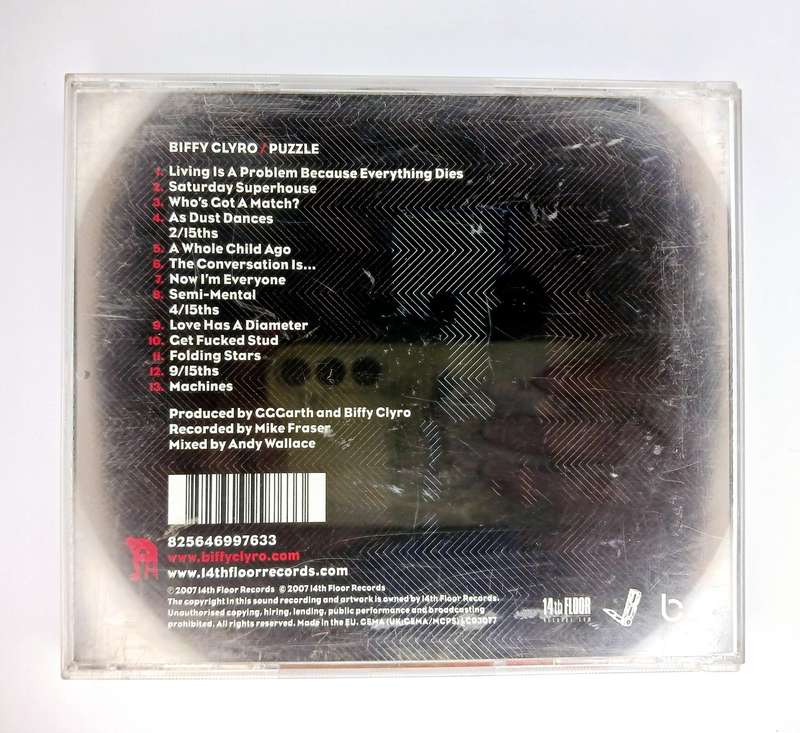 BIFFY CLYRO / PUZZLE
1. Living Is A Problem Because Everything Dies
2. Saturday Superhouse
3. Who's Got A Match?
4. As Dust Dances
2/15ths
5. A Whole Child Ago
6. The Conversation Is...
7. Now I'm Everyone
8. Semi-Mental
4/15ths
9. Love Has A Diameter
10. Get Fucked Stud
11. Folding Stars
12. 9/15ths
13. Machines
Produced by GGGarth and Biffy Clyro
Recorded by Mike Fraser
Mixed by Andy Wallace
825646997633
www.biffyclyro.com
www.14thfloorrecords.com
℗ 2007 14th Floor Records © 2007 14th Floor Records
The copyright in this sound recording and artwork is owned by 14th Floor Records.
Unauthorised copying, hiring, lending, public performance and broadcasting
prohibited. All rights reserved. Made in the EU. GEMA (UK:GEMA/MCPS) LC03077
14th FLOOR